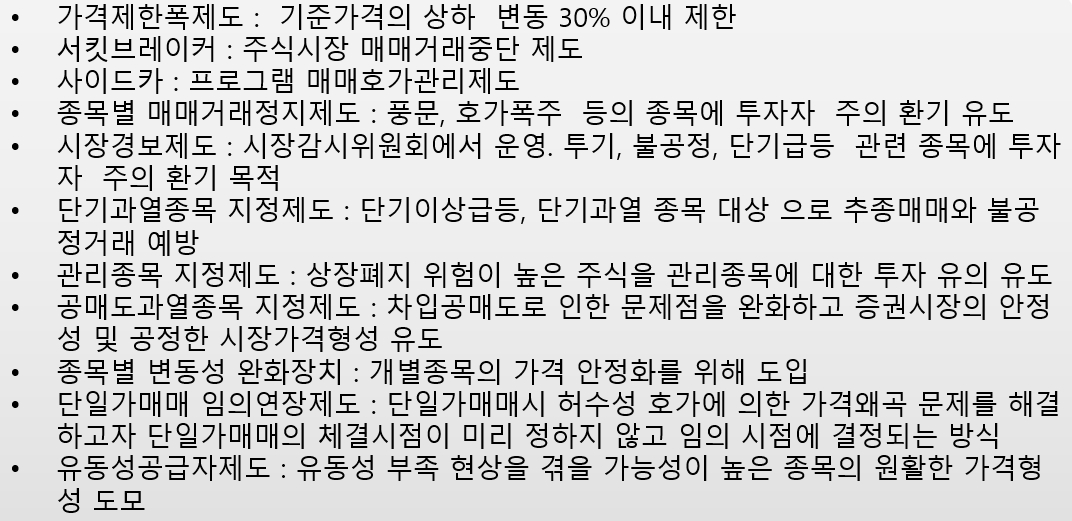 • 가격제한폭제도 : 기준가격의 상하 변동 30% 이내 제한
• 서킷브레이커 : 주식시장 매매거래중단 제도
• 사이드카 : 프로그램 매매호가관리제도
• 종목별 매매거래정지제도 : 풍문, 호가폭주 등의 종목에 투자자 주의 환기 유도
• 시장경보제도 : 시장감시위원회에서 운영. 투기, 불공정, 단기급등 관련 종목에 투자
자 주의 환기 목적
• 단기과열종목 지정제도 : 단기이상급등, 단기과열 종목 대상 으로 추종매매와 불공
정거래 예방
• 관리종목 지정제도 : 상장폐지 위험이 높은 주식을 관리종목에 대한 투자 유의 유도
• 공매도과열종목 지정제도 : 차입공매도로 인한 문제점을 완화하고 증권시장의 안정
성 및 공정한 시장가격형성 유도
• 종목별 변동성 완화장치 : 개별종목의 가격 안정화를 위해 도입
• 단일가매매 임의연장제도 : 단일가매매시 허수성 호가에 의한 가격왜곡 문제를 해결
하고자 단일가매매의 체결시점이 미리 정하지 않고 임의 시점에 결정되는 방식
• 유동성공급자제도 : 유동성 부족 현상을 겪을 가능성이 높은 종목의 원활한 가격형
성 도모